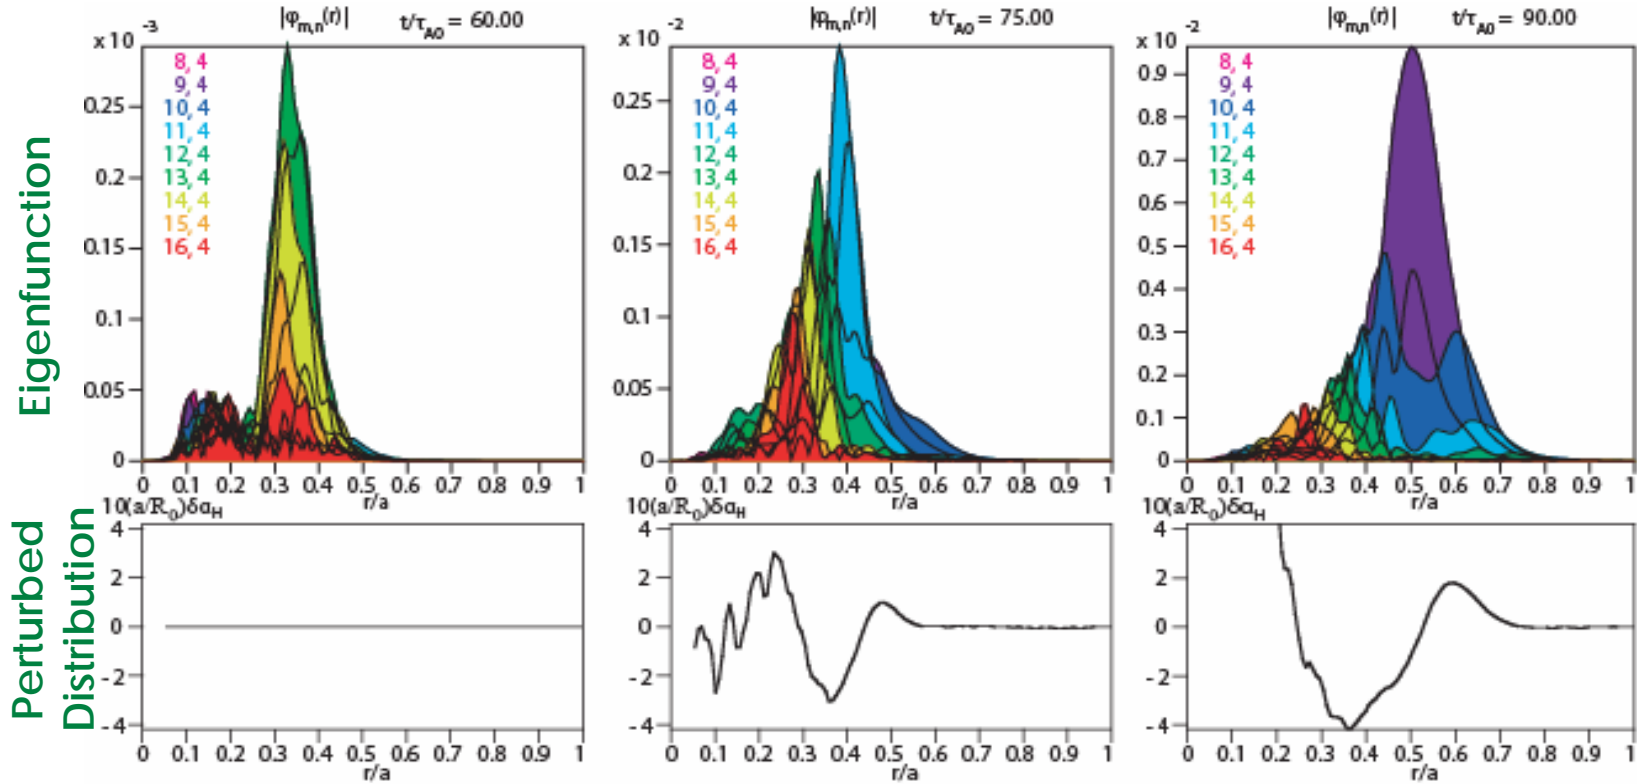 Eigenfunction
Perturbed
Distribution
|φm,n(r)| t/τA0 = 60.00
x 10 -3
8, 4
9, 4
10, 4
11, 4
12, 4
13, 4
14, 4
15, 4
16, 4
0.25
0.2
0.15
0.1
0.05
0
0 0.1 0.2 0.3 0.4 0.5 0.6 0.7 0.8 0.9 1
r/a
|φm,n(r)| t/τA0 = 75.00
x 10 -2
8, 4
9, 4
10, 4
11, 4
12, 4
13, 4
14, 4
15, 4
16, 4
0.25
0.2
0.15
0.1
0.05
0
0 0.1 0.2 0.3 0.4 0.5 0.6 0.7 0.8 0.9 1
r/a
|φm,n(r)| t/τA0 = 90.00
x 10 -2
8, 4
9, 4
10, 4
11, 4
12, 4
13, 4
14, 4
15, 4
16, 4
0.9
0.8
0.7
0.6
0.5
0.4
0.3
0.2
0.1
0
0 0.1 0.2 0.3 0.4 0.5 0.6 0.7 0.8 0.9 1
r/a
10(a/R0)δαH
4
2
0
-2
-4
0 0.1 0.2 0.3 0.4 0.5 0.6 0.7 0.8 0.9 1
r/a
10(a/R0)δαH
4
2
0
-2
-4
0 0.1 0.2 0.3 0.4 0.5 0.6 0.7 0.8 0.9 1
r/a
10(a/R0)δαH
4
2
0
-2
-4
0 0.1 0.2 0.3 0.4 0.5 0.6 0.7 0.8 0.9 1
r/a